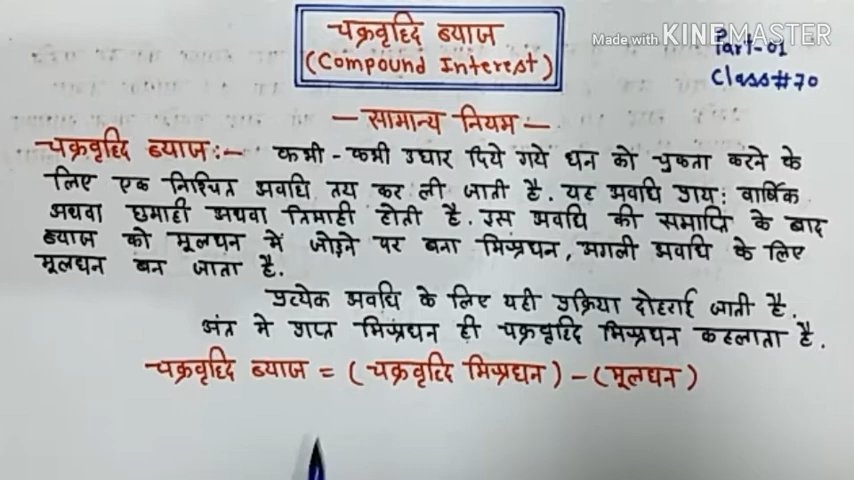 चक्रवृद्दि ब्याज
(Compound Interest)
Made with KINEMASTER
Part-01
Class#70
— सामान्य नियम —
चक्रवृद्दि ब्याज:- कभी-कभी उधार दिये गये धन को चुकता करने के
लिए एक निश्चित अवधि तय कर ली जाती है. यह अवधि प्राय: वार्षिक
अथवा छमाही अथवा तिमाही होती है. इस अवधि की समाप्ति के बाद
ब्याज को मूलधन में जोड़ने पर बना मिश्रधन, अगली अवधि के लिए
मूलधन बन जाता है.
प्रत्येक अवधि के लिए यही प्रक्रिया दोहराई जाती है.
अंत मे प्राप्त मिश्रधन ही चक्रवृद्दि मिश्रधन कहलाता है.
चक्रवृद्दि ब्याज = (चक्रवृद्दि मिश्रधन) - (मूलधन)